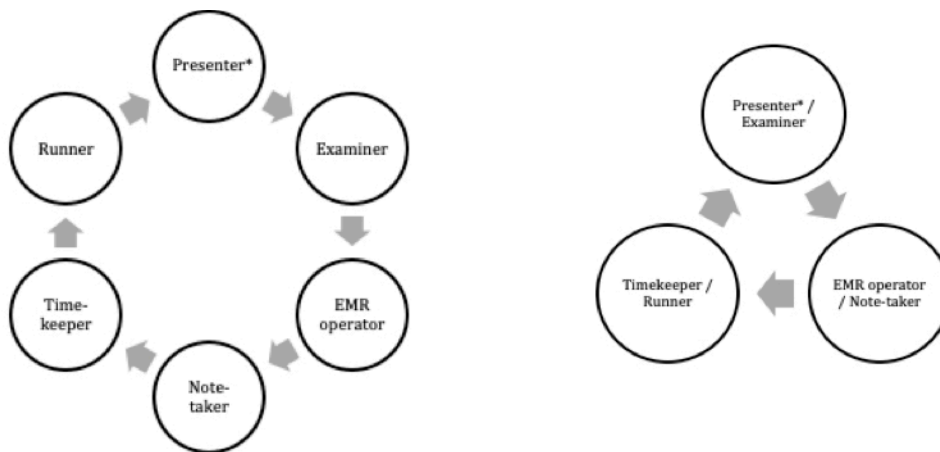 Presenter*
Examiner
EMR
operator
Note-
taker
Time-
keeper
Runner
Presenter* /
Examiner
EMR operator
/ Note-taker
Timekeeper /
Runner